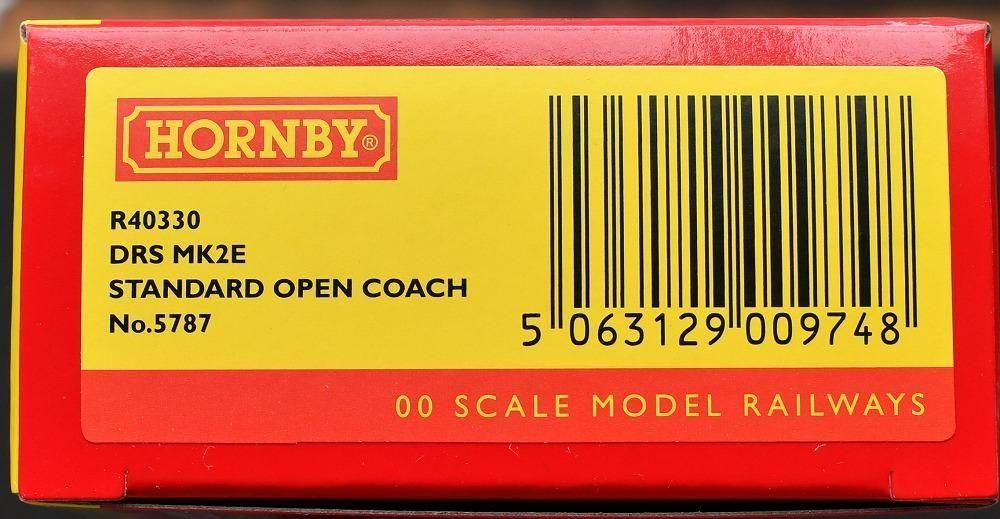 HORNBY®
R40330
DRS MK2E
STANDARD OPEN COACH
No.5787
5 063129 009748
00 SCALE MODEL RAILWAYS